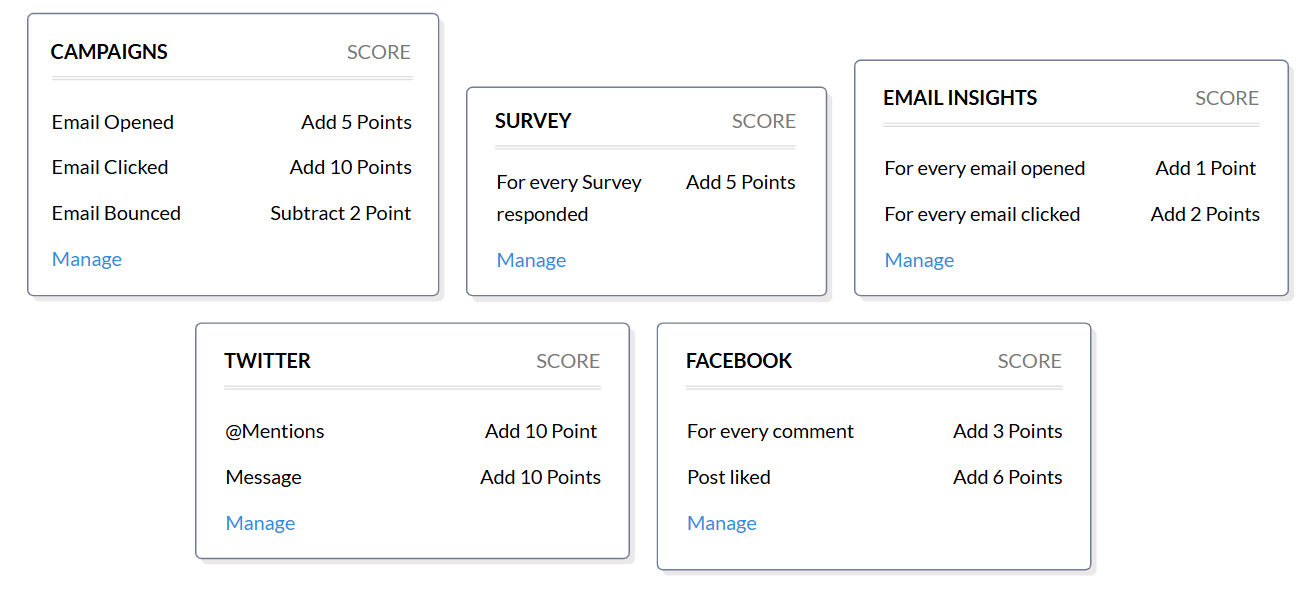 CAMPAIGNS SCORE
Email Opened Add 5 Points
Email Clicked Add 10 Points
Email Bounced Subtract 2 Point
Manage
SURVEY SCORE
For every Survey Add 5 Points
responded
Manage
EMAIL INSIGHTS SCORE
For every email opened Add 1 Point
For every email clicked Add 2 Points
Manage
TWITTER SCORE
@Mentions Add 10 Point
Message Add 10 Points
Manage
FACEBOOK SCORE
For every comment Add 3 Points
Post liked Add 6 Points
Manage